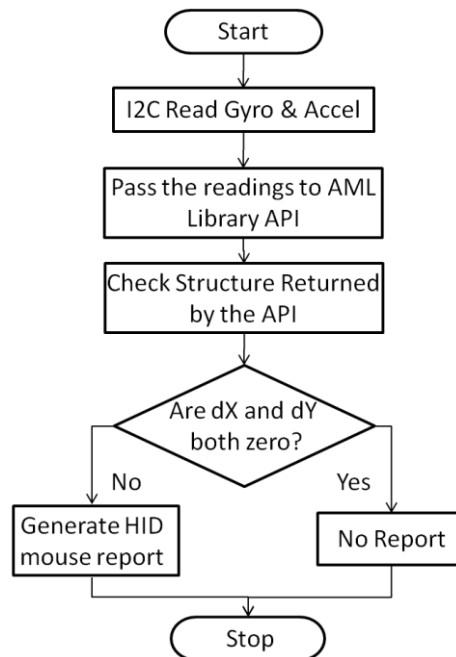 Start
I2C Read Gyro & Accel
Pass the readings to AML
Library API
Check Structure Returned
by the API
Are dX and dY
both zero?
No
Yes
Generate HID
mouse report
No Report
Stop